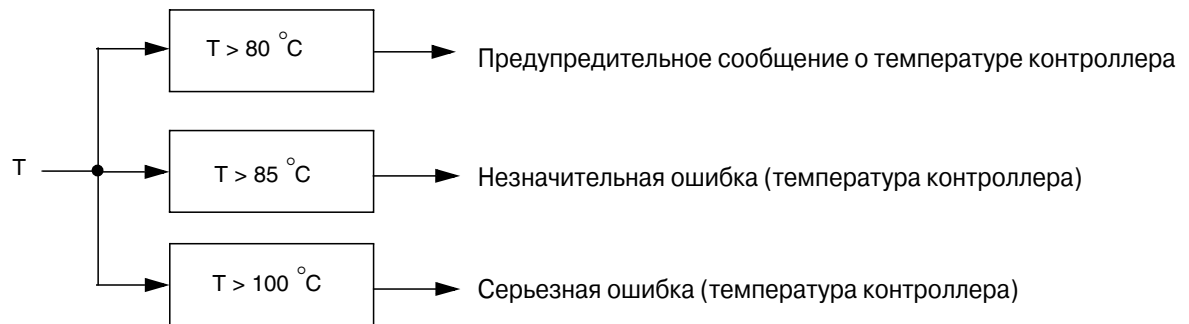 T > 80 °C
Предупредительное сообщение о температуре контроллера
T
T > 85 °C
Незначительная ошибка (температура контроллера)
T > 100 °C
Серьезная ошибка (температура контроллера)